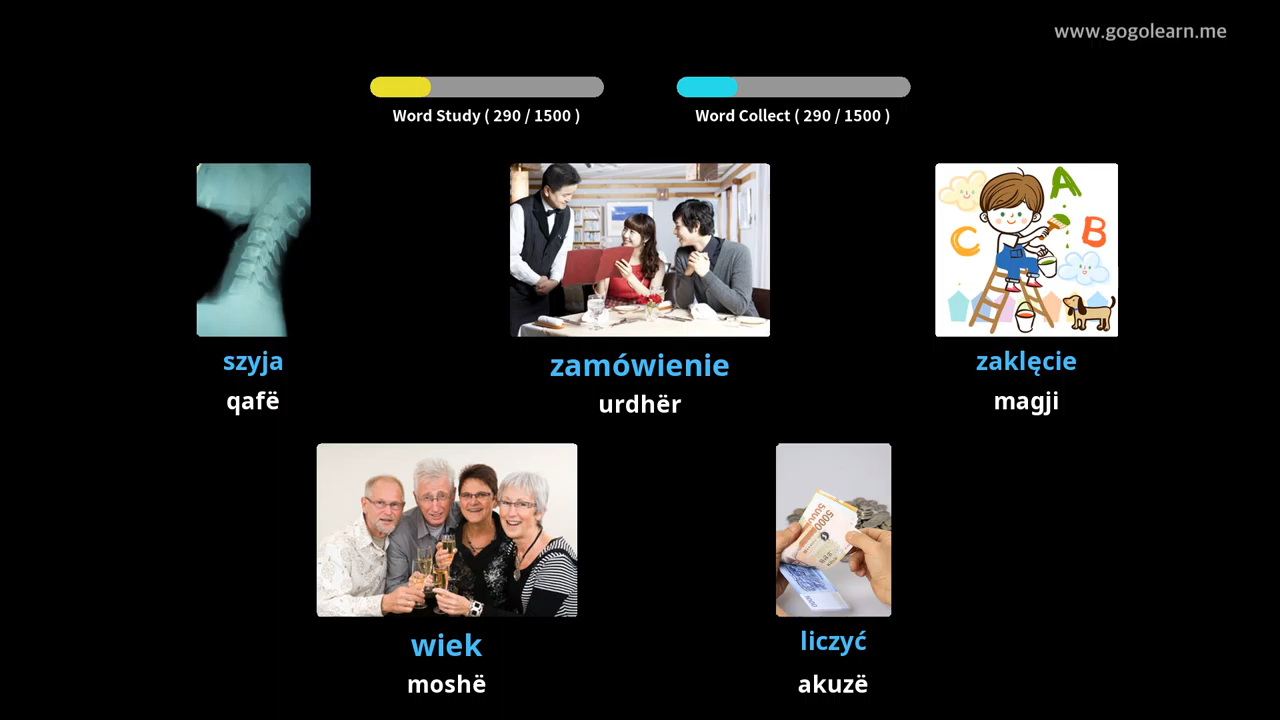 www.gogolearn.me
Word Study ( 290 / 1500 )
Word Collect ( 290 / 1500 )
A
B
C
5000
szyja
qafë
zamówienie
urdhër
zaklęcie
magji
wiek
moshë
liczyć
akuzë